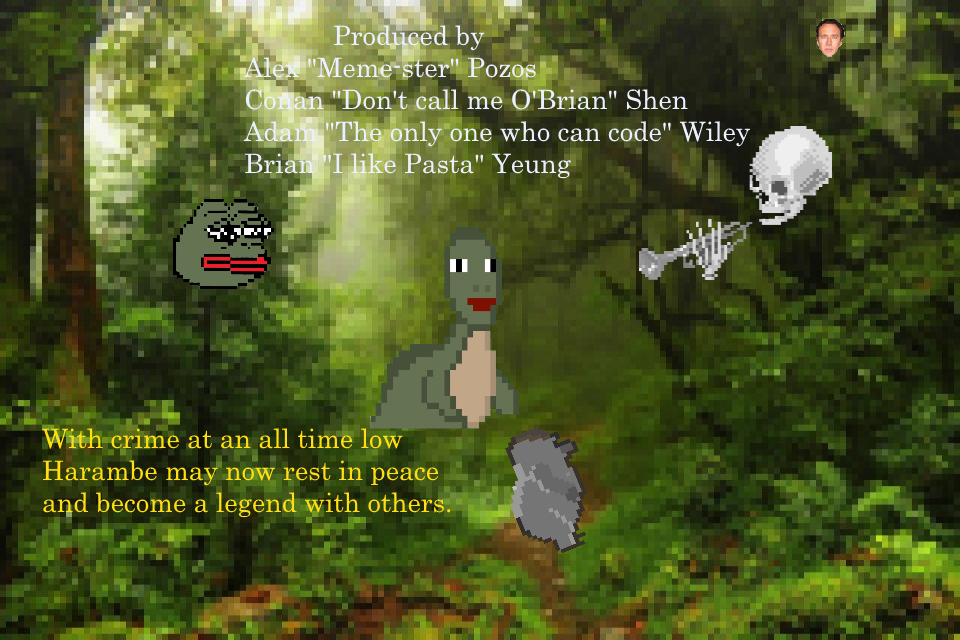 Produced by
Alex "Meme-ster" Pozos
Conan "Don't call me O'Brian" Shen
Adam "The only one who can code" Wiley
Brian "I like Pasta" Yeung
With crime at an all time low
Harambe may now rest in peace
and become a legend with others.